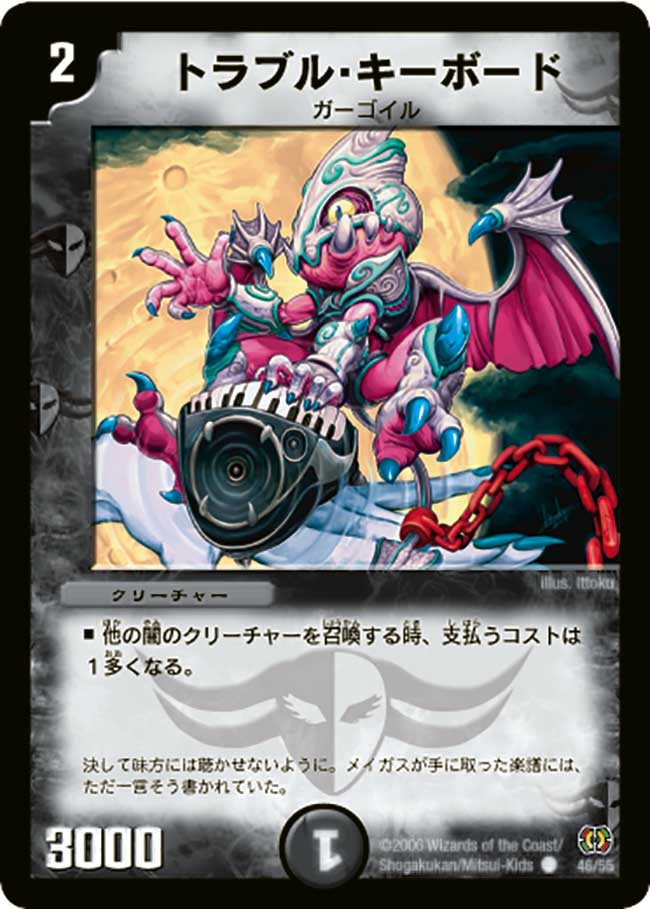 2
トラブル・キーボード
ガーゴイル
illus. Ittoku
クリーチャー
■ 他の闇のクリーチャーを召喚する時、支払うコストは
1多くなる。
決して味方には聴かせないように。メイガスが手に取った楽譜には、
ただ一言そう書かれていた。
3000
1
©2006 Wizards of the Coast/
Shogakukan/Mitsui-Kids
46/55